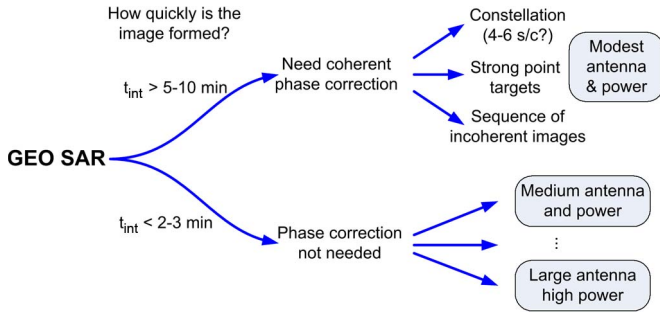 How quickly is the
image formed?
Constellation
(4-6 s/c?)
Modest
antenna
& power
Need coherent
phase correction
t_int > 5-10 min
Strong point
targets
Sequence of
incoherent images
GEO SAR
t_int < 2-3 min
Phase correction
not needed
Medium antenna
and power
⋮
Large antenna
high power